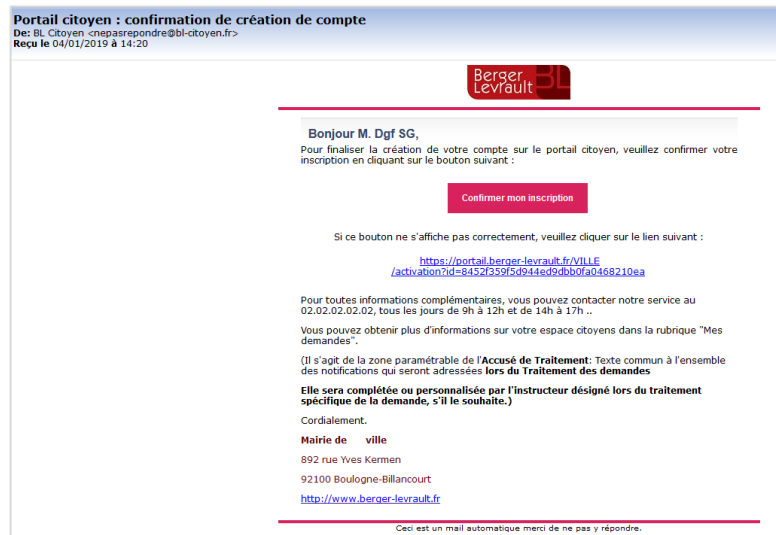 Portail citoyen : confirmation de création de compte
De: BL Citoyen <nepasrepondre@bl-citoyen.fr>
Reçu le 04/01/2019 à 14:20
Berger
Levrault
BL
Bonjour M. Dgf SG,
Pour finaliser la création de votre compte sur le portail citoyen, veuillez confirmer votre
inscription en cliquant sur le bouton suivant :
Confirmer mon inscription
Si ce bouton ne s'affiche pas correctement, veuillez cliquer sur le lien suivant :
https://portail.berger-levrault.fr/VILLE
/activation?id=8452f359f5d944ed9dbb0fa0468210ea
Pour toutes informations complémentaires, vous pouvez contacter notre service au
02.02.02.02.02, tous les jours de 9h à 12h et de 14h à 17h ..
Vous pouvez obtenir plus d'informations sur votre espace citoyens dans la rubrique "Mes
demandes".
(Il s'agit de la zone paramétrable de l'Accusé de Traitement: Texte commun à l'ensemble
des notifications qui seront adressées lors du Traitement des demandes
Elle sera complétée ou personnalisée par l'instructeur désigné lors du traitement
spécifique de la demande, s'il le souhaite.)
Cordialement.
Mairie de ville
892 rue Yves Kermen
92100 Boulogne-Billancourt
http://www.berger-levrault.fr
Ceci est un mail automatique merci de ne pas y répondre.